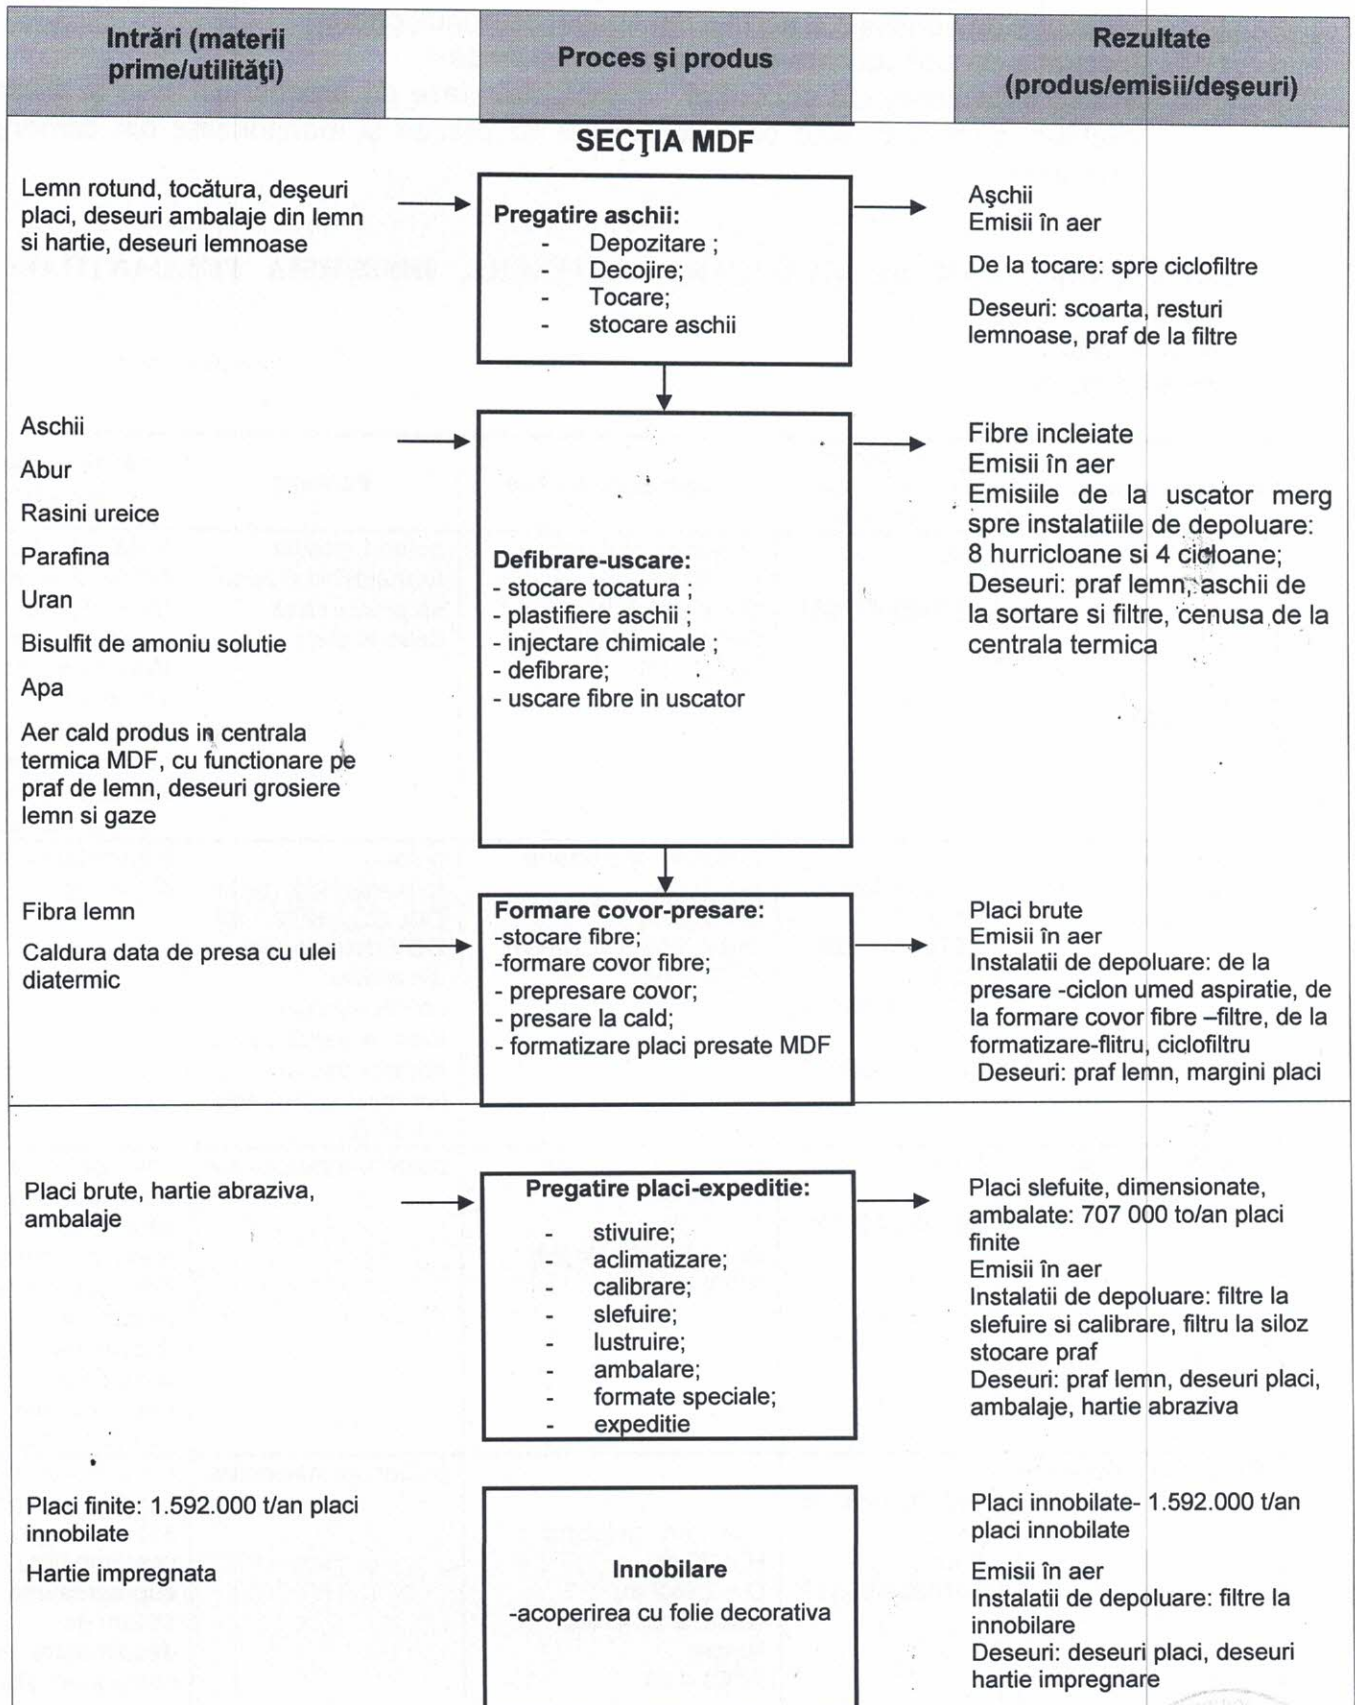 Intrări (materii
prime/utilităţi)
Proces şi produs
Rezultate
(produs/emisii/deşeuri)
SECŢIA MDF
Lemn rotund, tocătura, deşeuri
placi, deseuri ambalaje din lemn
si hartie, deseuri lemnoase
Pregatire aschii:
- Depozitare ;
- Decojire;
- Tocare;
- stocare aschii
Aşchii
Emisii în aer
De la tocare: spre ciclofiltre
Deseuri: scoarta, resturi
lemnoase, praf de la filtre
Aschii
Abur
Rasini ureice
Parafina
Uran
Bisulfit de amoniu solutie
Apa
Aer cald produs in centrala
termica MDF, cu functionare pe
praf de lemn, deseuri grosiere
lemn si gaze
Defibrare-uscare:
- stocare tocatura ;
- plastifiere aschii ;
- injectare chimicale ;
- defibrare;
- uscare fibre in uscator
Fibre incleiate
Emisii în aer
Emisiile de la uscator merg
spre instalatiile de depoluare:
8 hurricloane si 4 cicloane;
Deseuri: praf lemn, aschii de
la sortare si filtre, cenusa de la
centrala termica
Fibra lemn
Caldura data de presa cu ulei
diatermic
Formare covor-presare:
-stocare fibre;
-formare covor fibre;
- prepresare covor;
- presare la cald;
- formatizare placi presate MDF
Placi brute
Emisii în aer
Instalatii de depoluare: de la
presare -ciclon umed aspiratie, de
la formare covor fibre –filtre, de la
formatizare-flitru, ciclofiltru
Deseuri: praf lemn, margini placi
Placi brute, hartie abraziva,
ambalaje
Pregatire placi-expeditie:
- stivuire;
- aclimatizare;
- calibrare;
- slefuire;
- lustruire;
- ambalare;
- formate speciale;
- expeditie
Placi slefuite, dimensionate,
ambalate: 707 000 to/an placi
finite
Emisii în aer
Instalatii de depoluare: filtre la
slefuire si calibrare, filtru la siloz
stocare praf
Deseuri: praf lemn, deseuri placi,
ambalaje, hartie abraziva
Placi finite: 1.592.000 t/an placi
innobilate
Hartie impregnata
Innobilare
-acoperirea cu folie decorativa
Placi innobilate- 1.592.000 t/an
placi innobilate
Emisii în aer
Instalatii de depoluare: filtre la
innobilare
Deseuri: deseuri placi, deseuri
hartie impregnare